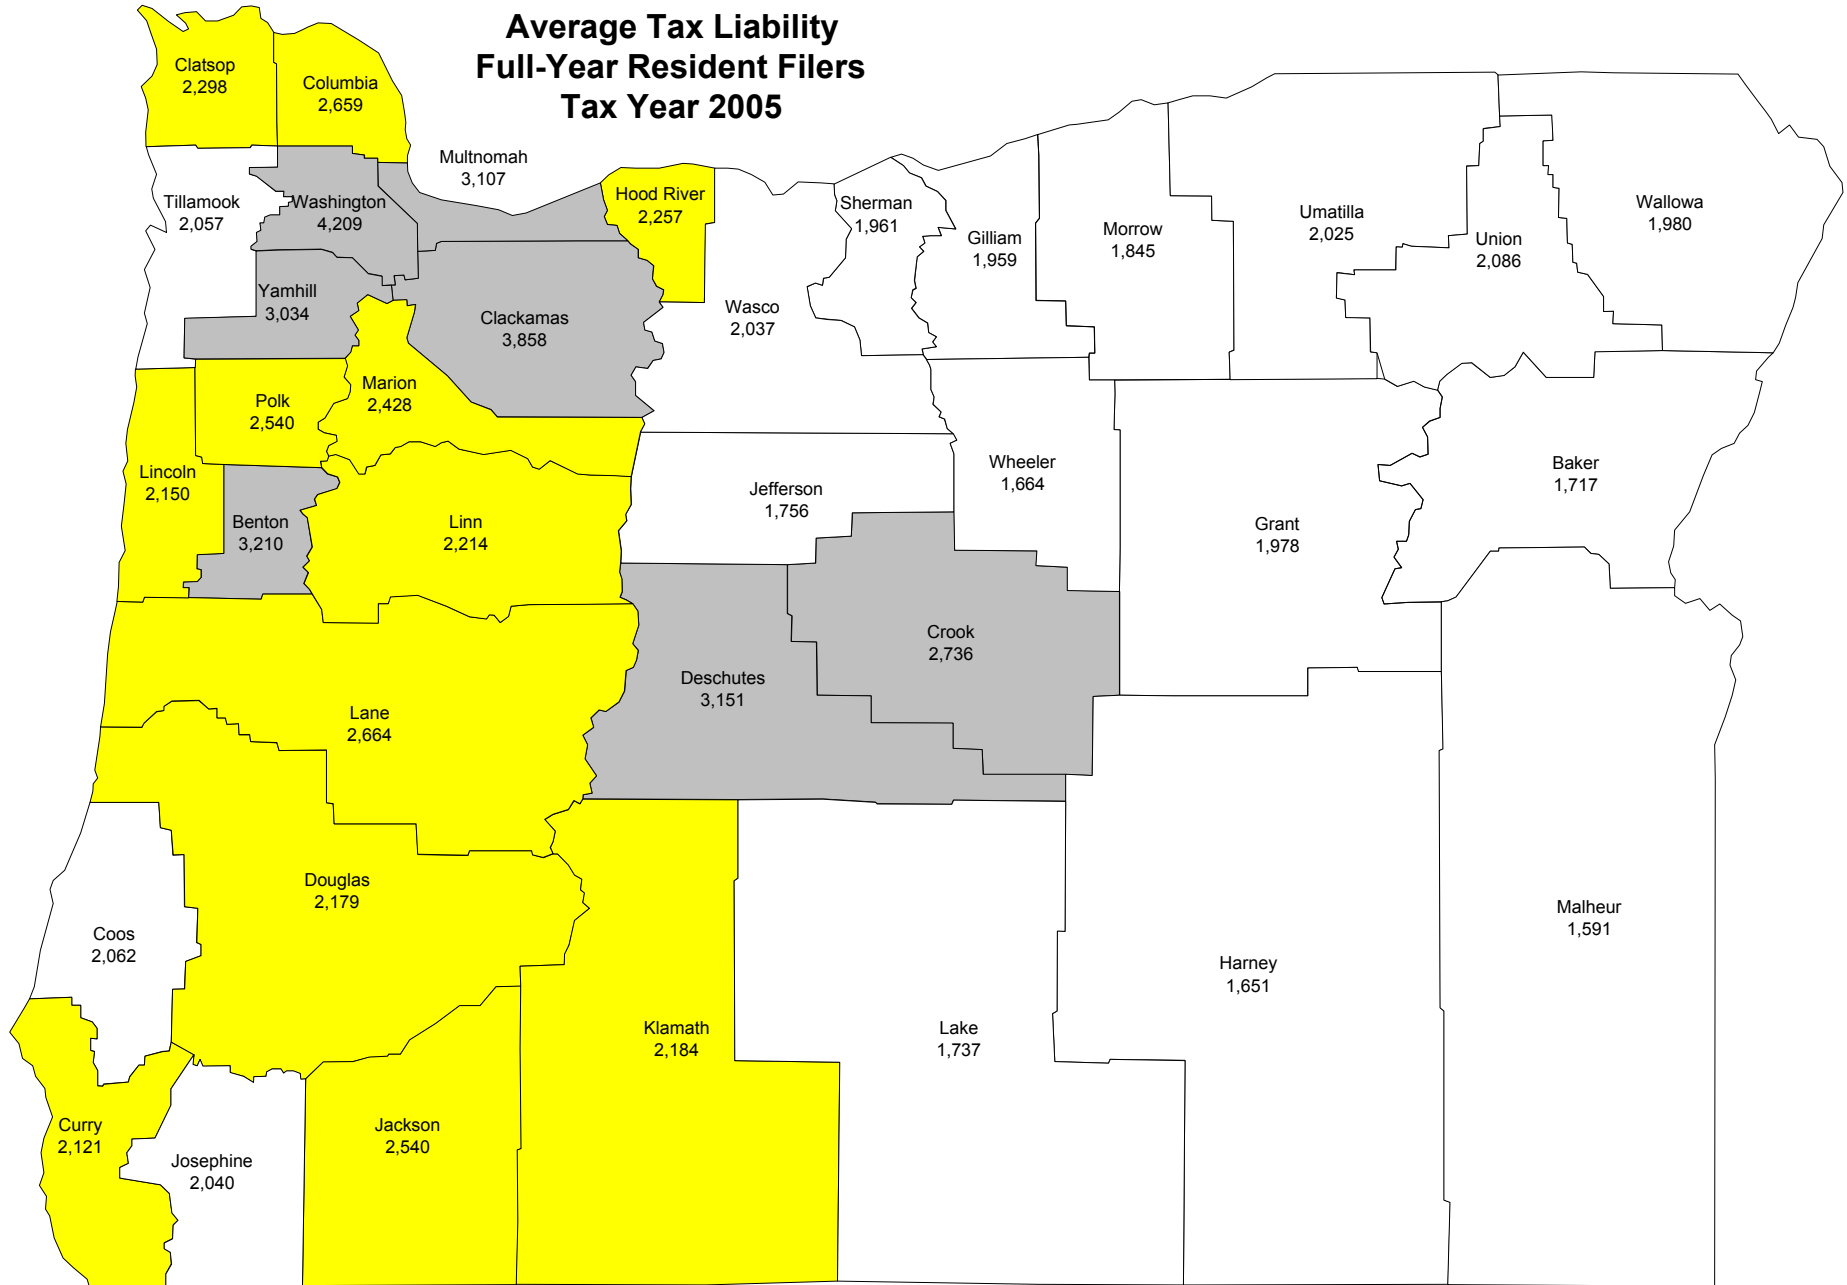 Average Tax Liability
Full-Year Resident Filers
Tax Year 2005
Clatsop
2,298
Columbia
2,659
Multnomah
3,107
Tillamook
2,057
Washington
4,209
Hood River
2,257
Sherman
1,961
Gilliam
1,959
Morrow
1,845
Umatilla
2,025
Union
2,086
Wallowa
1,980
Yamhill
3,034
Clackamas
3,858
Wasco
2,037
Polk
2,540
Marion
2,428
Lincoln
2,150
Benton
3,210
Linn
2,214
Jefferson
1,756
Wheeler
1,664
Grant
1,978
Baker
1,717
Lane
2,664
Deschutes
3,151
Crook
2,736
Douglas
2,179
Coos
2,062
Malheur
1,591
Harney
1,651
Klamath
2,184
Lake
1,737
Curry
2,121
Josephine
2,040
Jackson
2,540